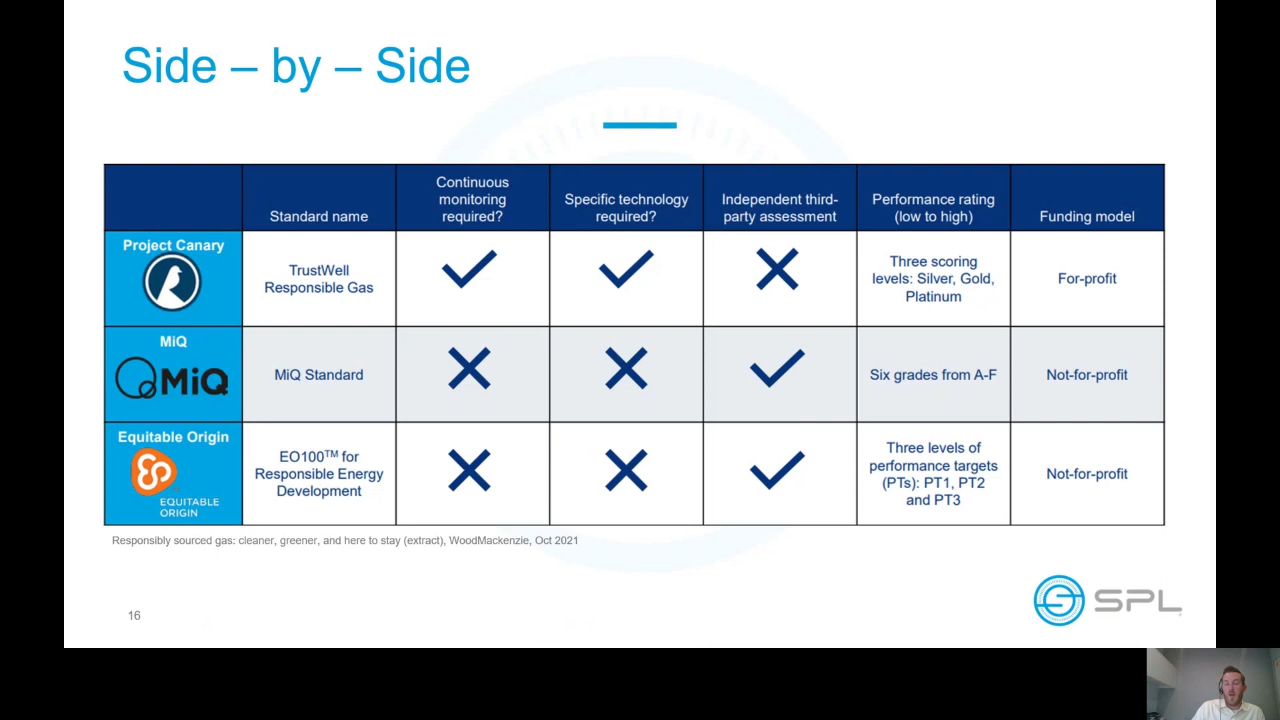 Side – by – Side
Standard name
Continuous
monitoring
required?
Specific technology
required?
Independent third-
party assessment
Performance rating
(low to high)
Funding model
Project Canary
TrustWell
Responsible Gas
Three scoring
levels: Silver, Gold,
Platinum
For-profit
MiQ
MiQ
MiQ Standard
Six grades from A-F
Not-for-profit
Equitable Origin
EQUITABLE
ORIGIN
EO100TM for
Responsible Energy
Development
Three levels of
performance targets
(PTs): PT1, PT2
and PT3
Not-for-profit
Responsibly sourced gas: cleaner, greener, and here to stay (extract), WoodMackenzie, Oct 2021
16
SPL